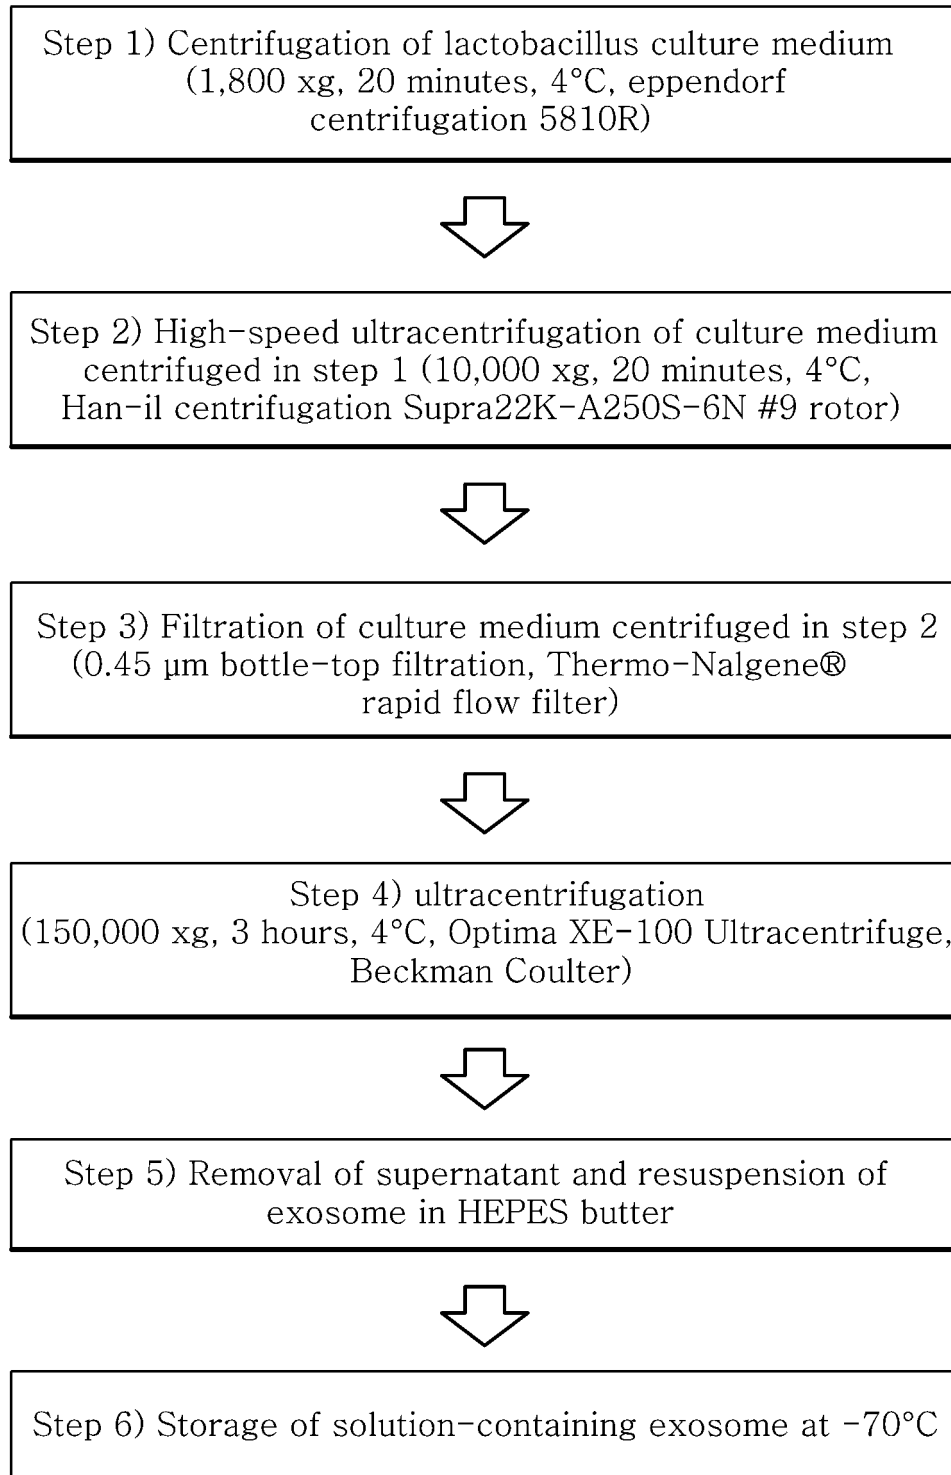 Step 1) Centrifugation of lactobacillus culture medium
(1,800 xg, 20 minutes, 4°C, eppendorf
centrifugation 5810R)
Step 2) High-speed ultracentrifugation of culture medium
centrifuged in step 1 (10,000 xg, 20 minutes, 4°C,
Han-il centrifugation Supra22K-A250S-6N #9 rotor)
Step 3) Filtration of culture medium centrifuged in step 2
(0.45 μm bottle-top filtration, Thermo-Nalgene®
rapid flow filter)
Step 4) ultracentrifugation
(150,000 xg, 3 hours, 4°C, Optima XE-100 Ultracentrifuge,
Beckman Coulter)
Step 5) Removal of supernatant and resuspension of
exosome in HEPES butter
Step 6) Storage of solution-containing exosome at -70°C